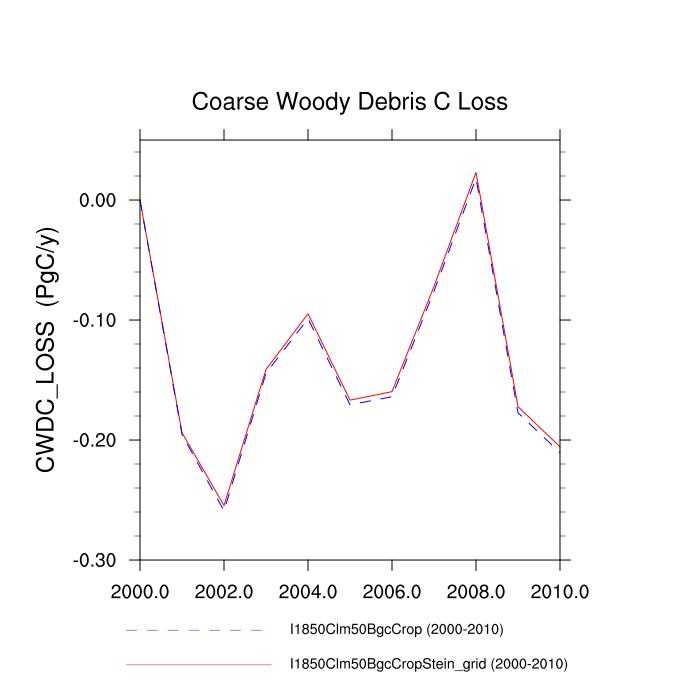 Coarse Woody Debris C Loss
CWDC_LOSS (PgC/y)
0.00
-0.10
-0.20
-0.30
2000.0 2002.0 2004.0 2006.0 2008.0 2010.0
I1850Clm50BgcCrop (2000-2010)
I1850Clm50BgcCropStein_grid (2000-2010)